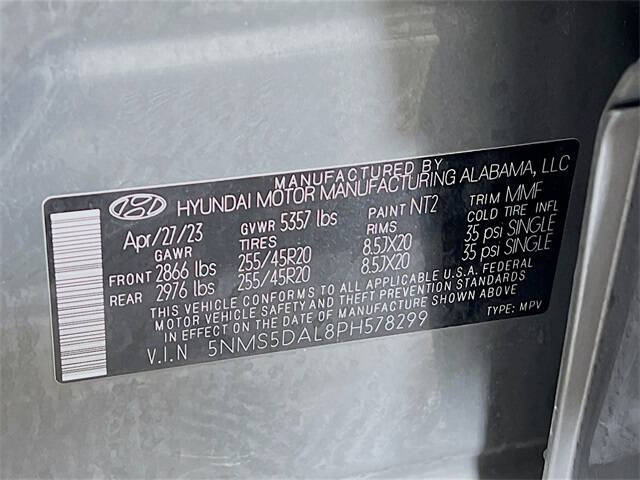 MANUFACTURED BY
HYUNDAI MOTOR MANUFACTURING ALABAMA, LLC
Apr/27/23 GVWR 5357 lbs PAINT NT2 TRIM MMF
GAWR TIRES RIMS COLD TIRE INFL
FRONT 2866 lbs 255/45R20 8.5JX20 35 psi SINGLE
REAR 2976 lbs 255/45R20 8.5JX20 35 psi SINGLE
THIS VEHICLE CONFORMS TO ALL APPLICABLE U.S.A. FEDERAL
MOTOR VEHICLE SAFETY AND THEFT PREVENTION STANDARDS
IN EFFECT ON THE DATE OF MANUFACTURE SHOWN ABOVE
V.I.N 5NMS5DAL8PH578299 TYPE: MPV